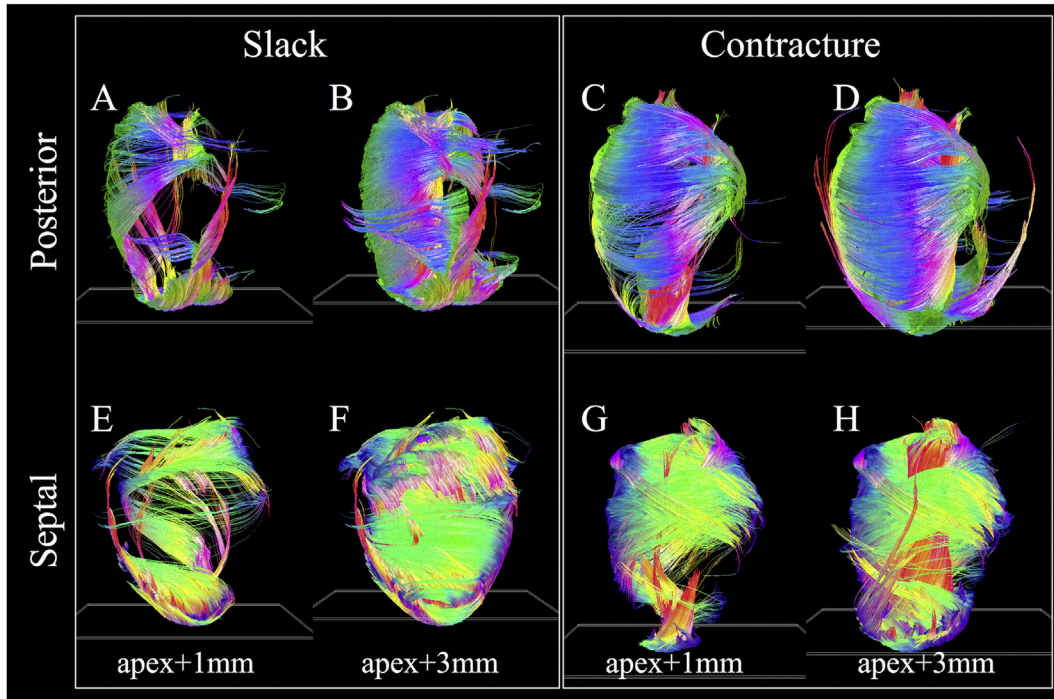 Slack
Contracture
A
B
C
D
Posterior
E
F
G
H
Septal
apex+1mm
apex+3mm
apex+1mm
apex+3mm